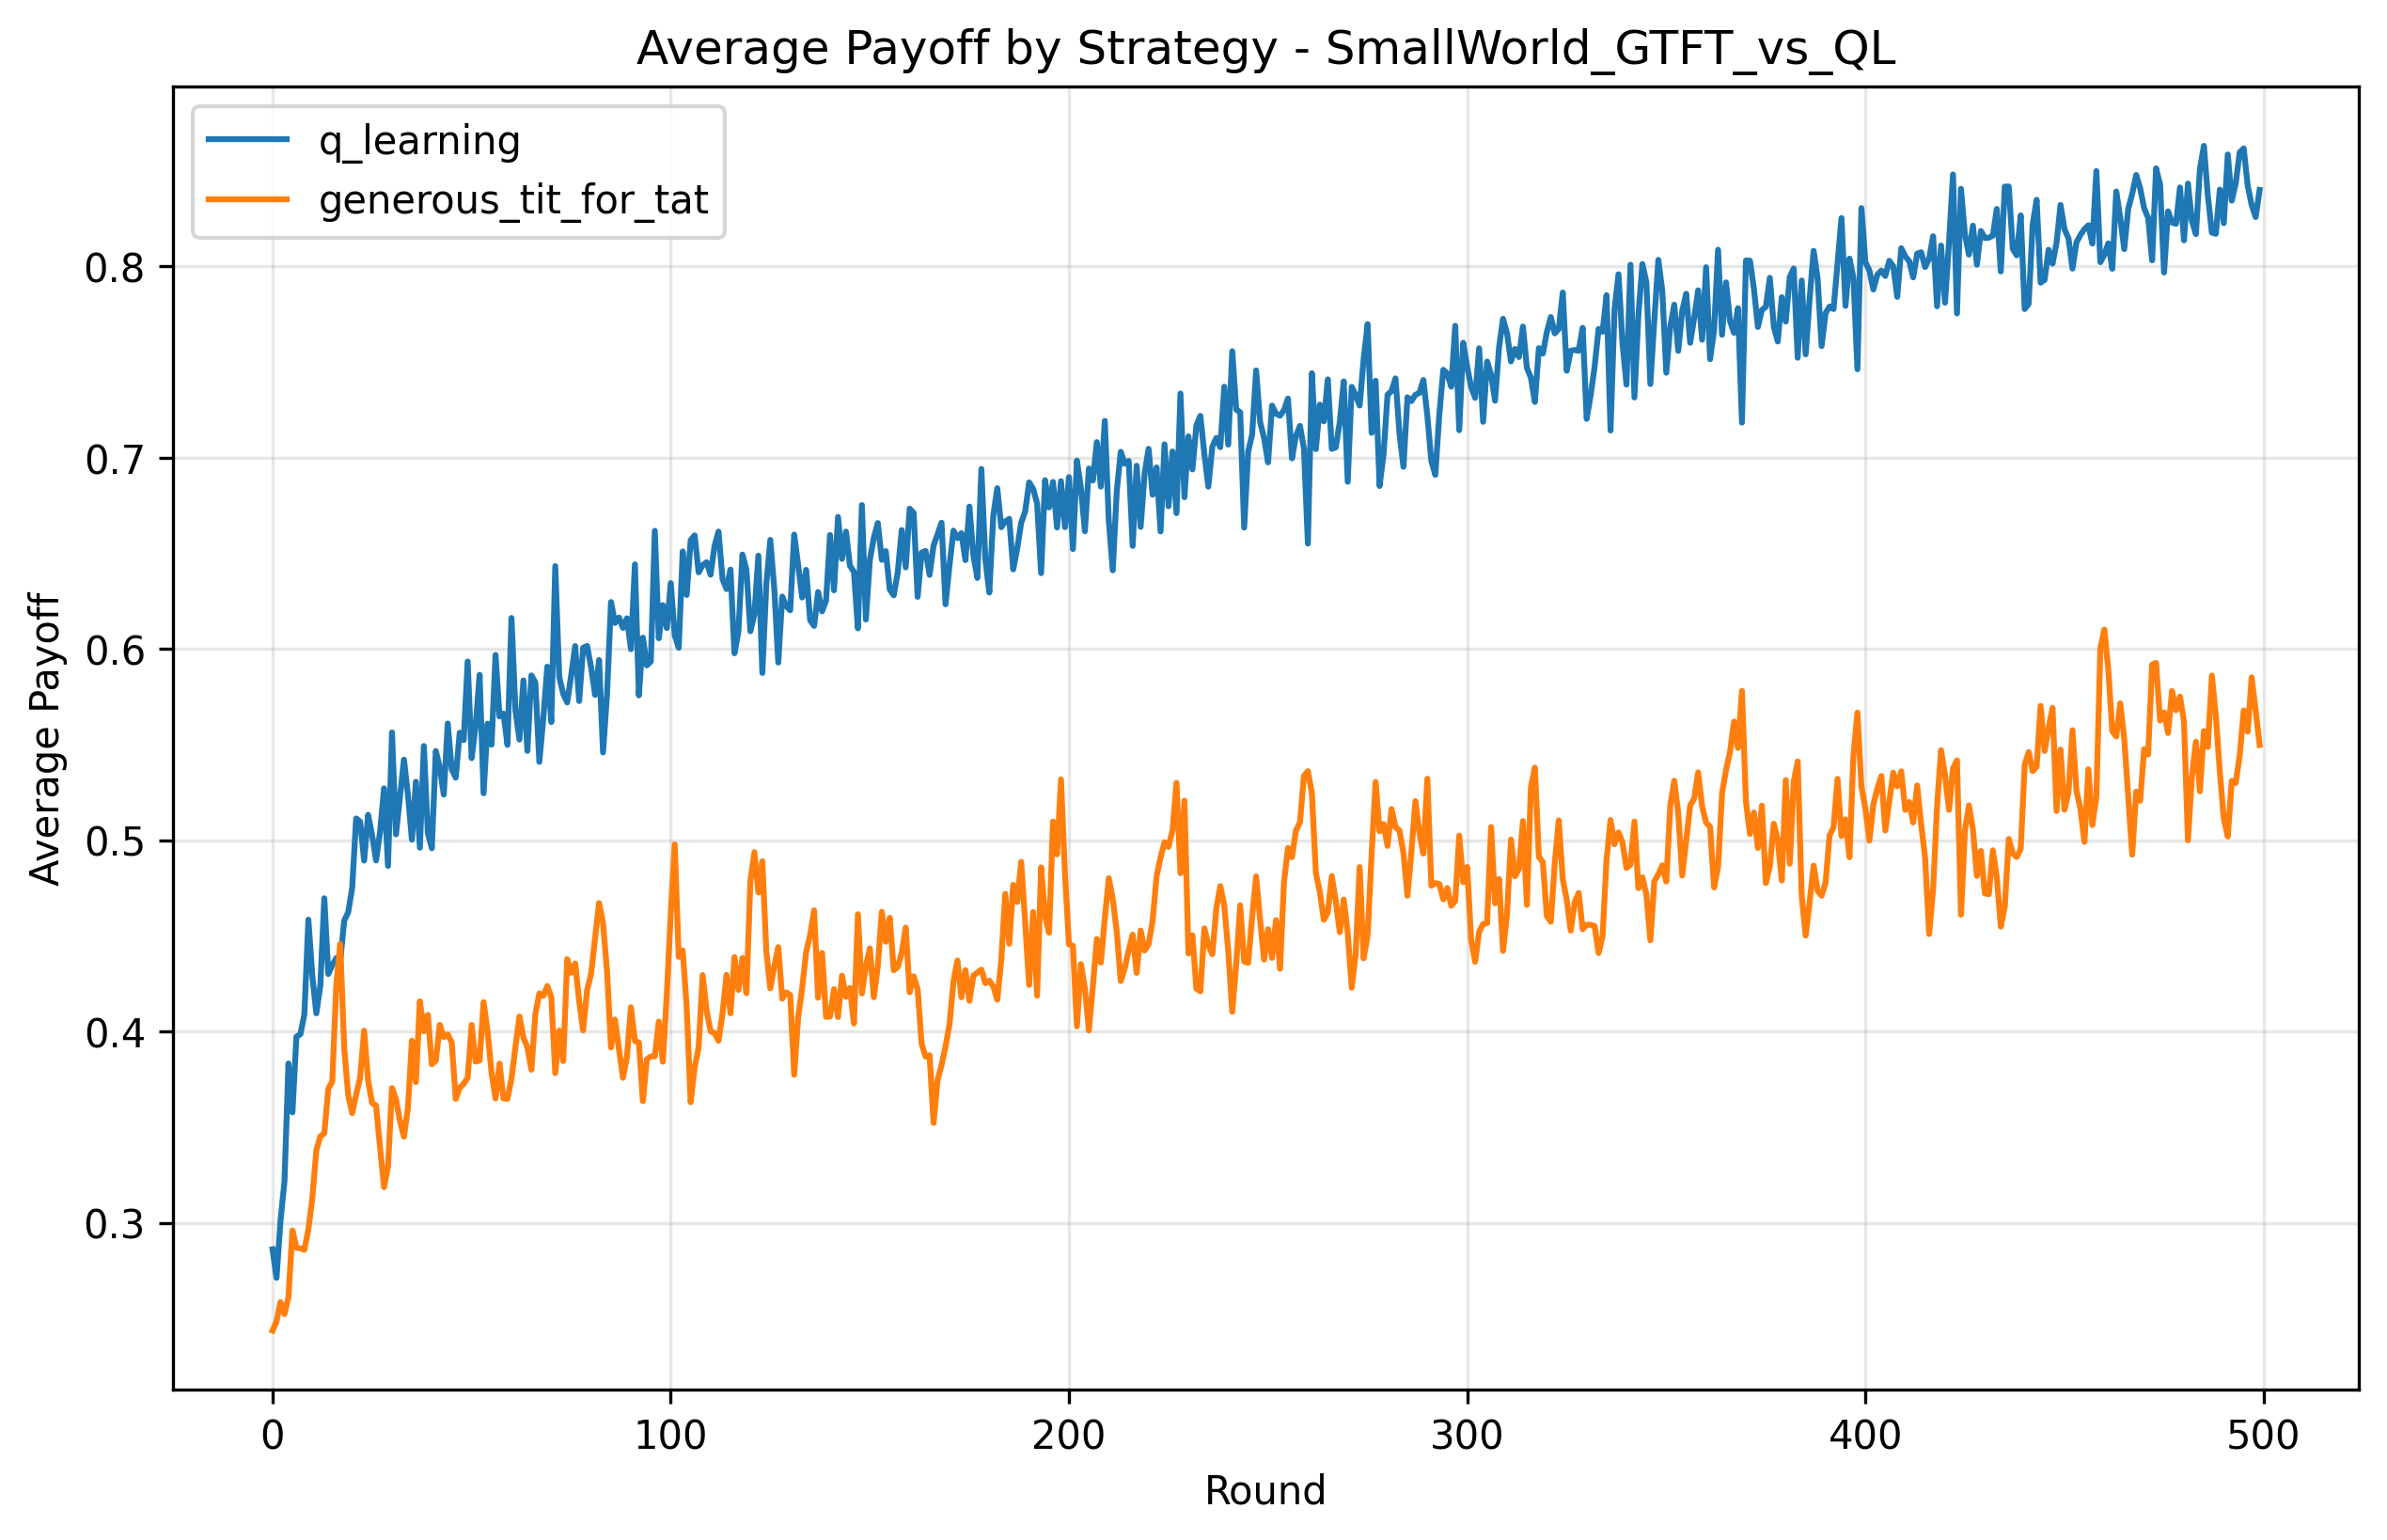 Average Payoff by Strategy - SmallWorld_GTFT_vs_QL
q_learning
generous_tit_for_tat
Average Payoff
0.8
0.7
0.6
0.5
0.4
0.3
0 100 200 300 400 500
Round